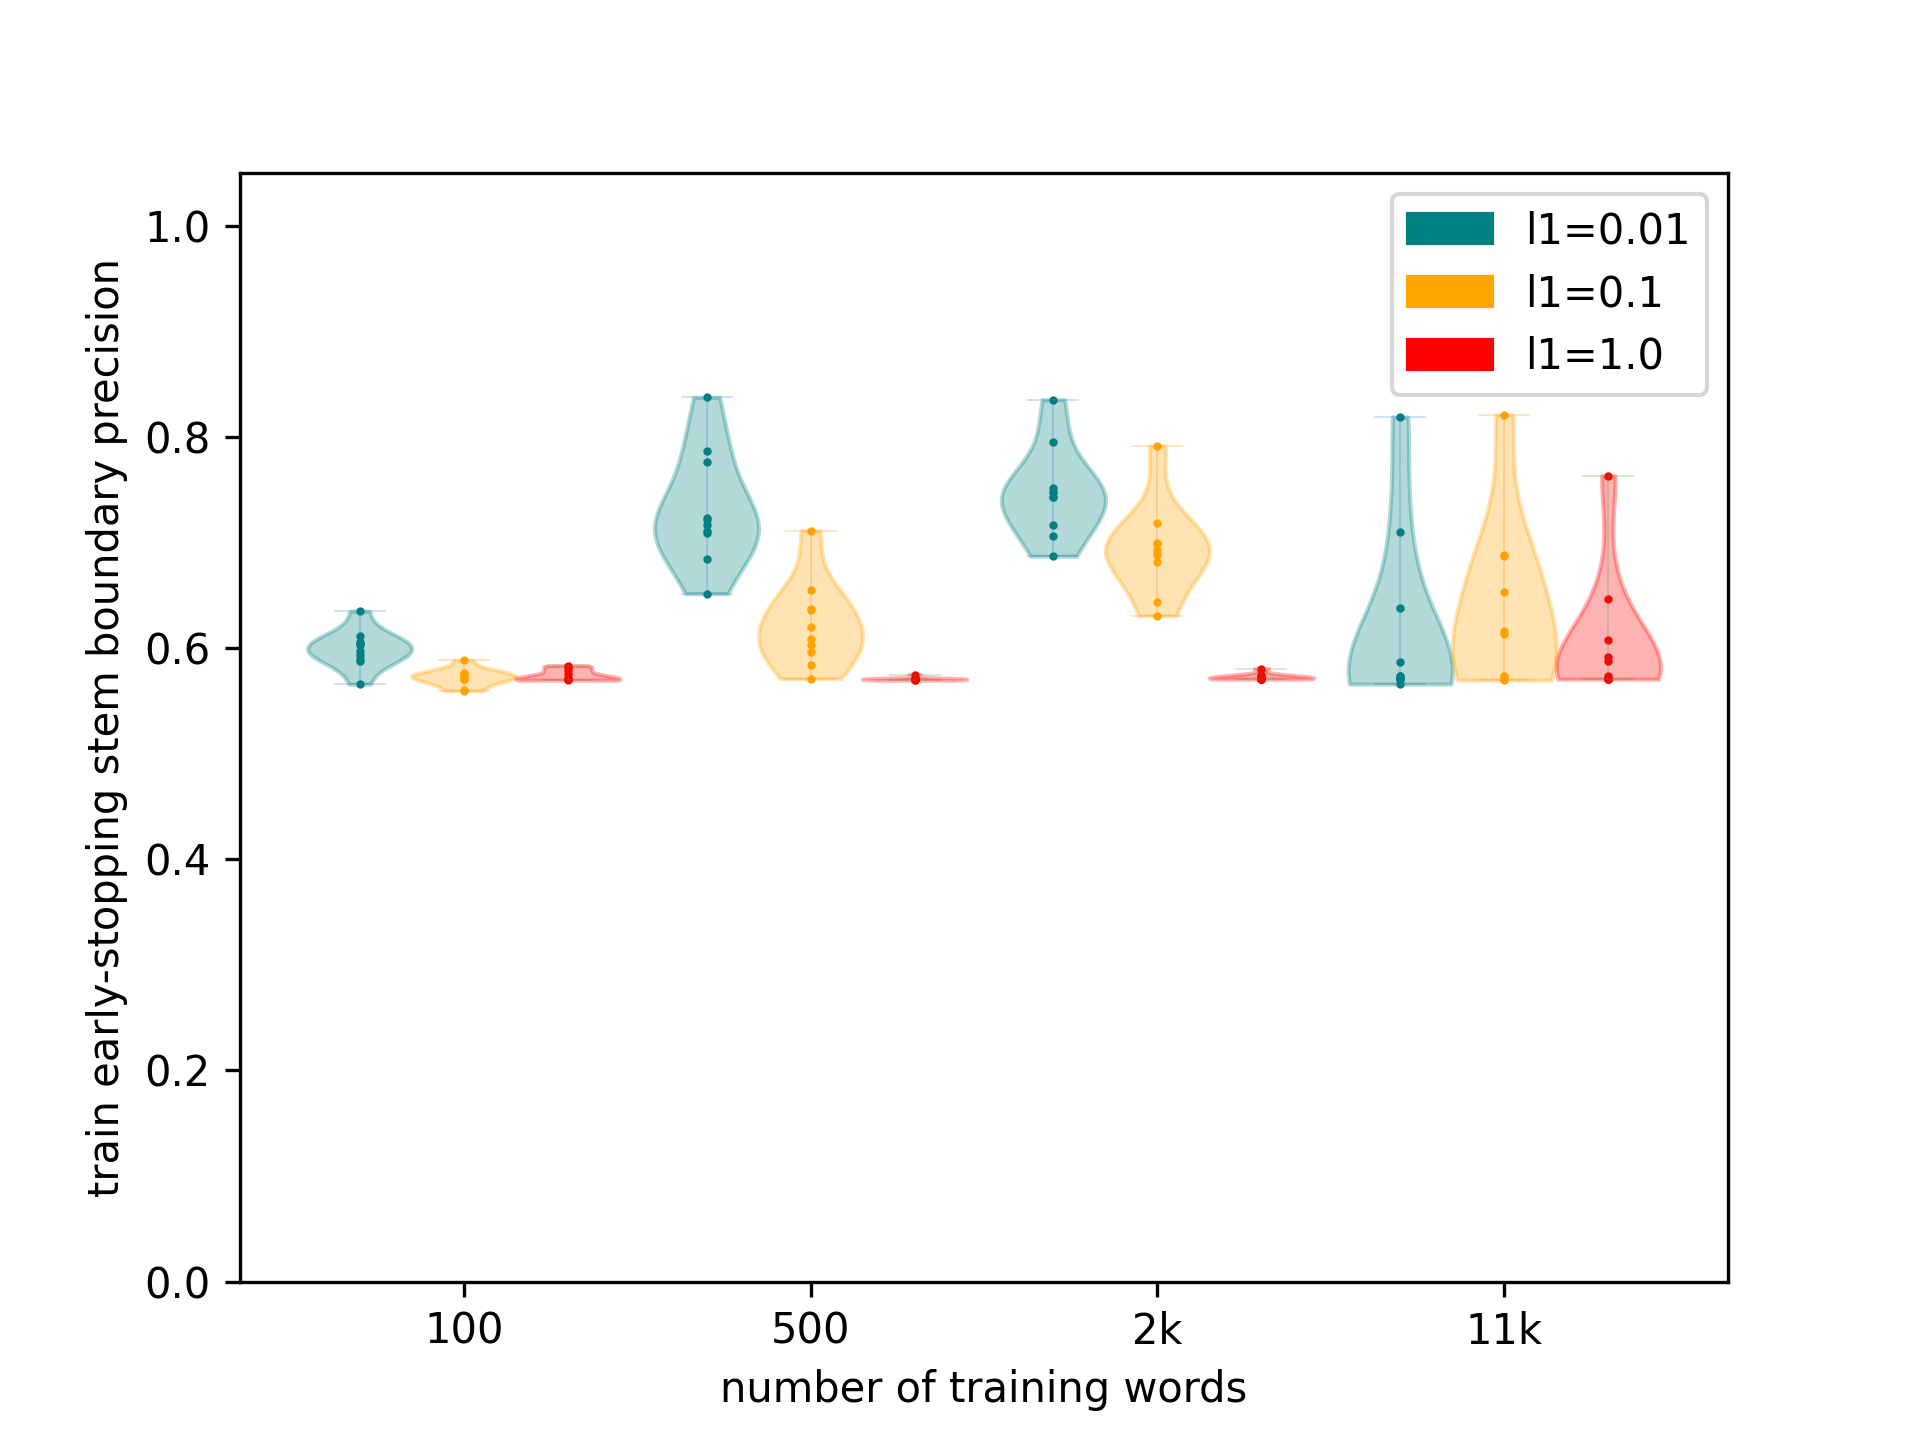 l1=0.01
l1=0.1
l1=1.0
train early-stopping stem boundary precision
1.0
0.8
0.6
0.4
0.2
0.0
100 500 2k 11k
number of training words